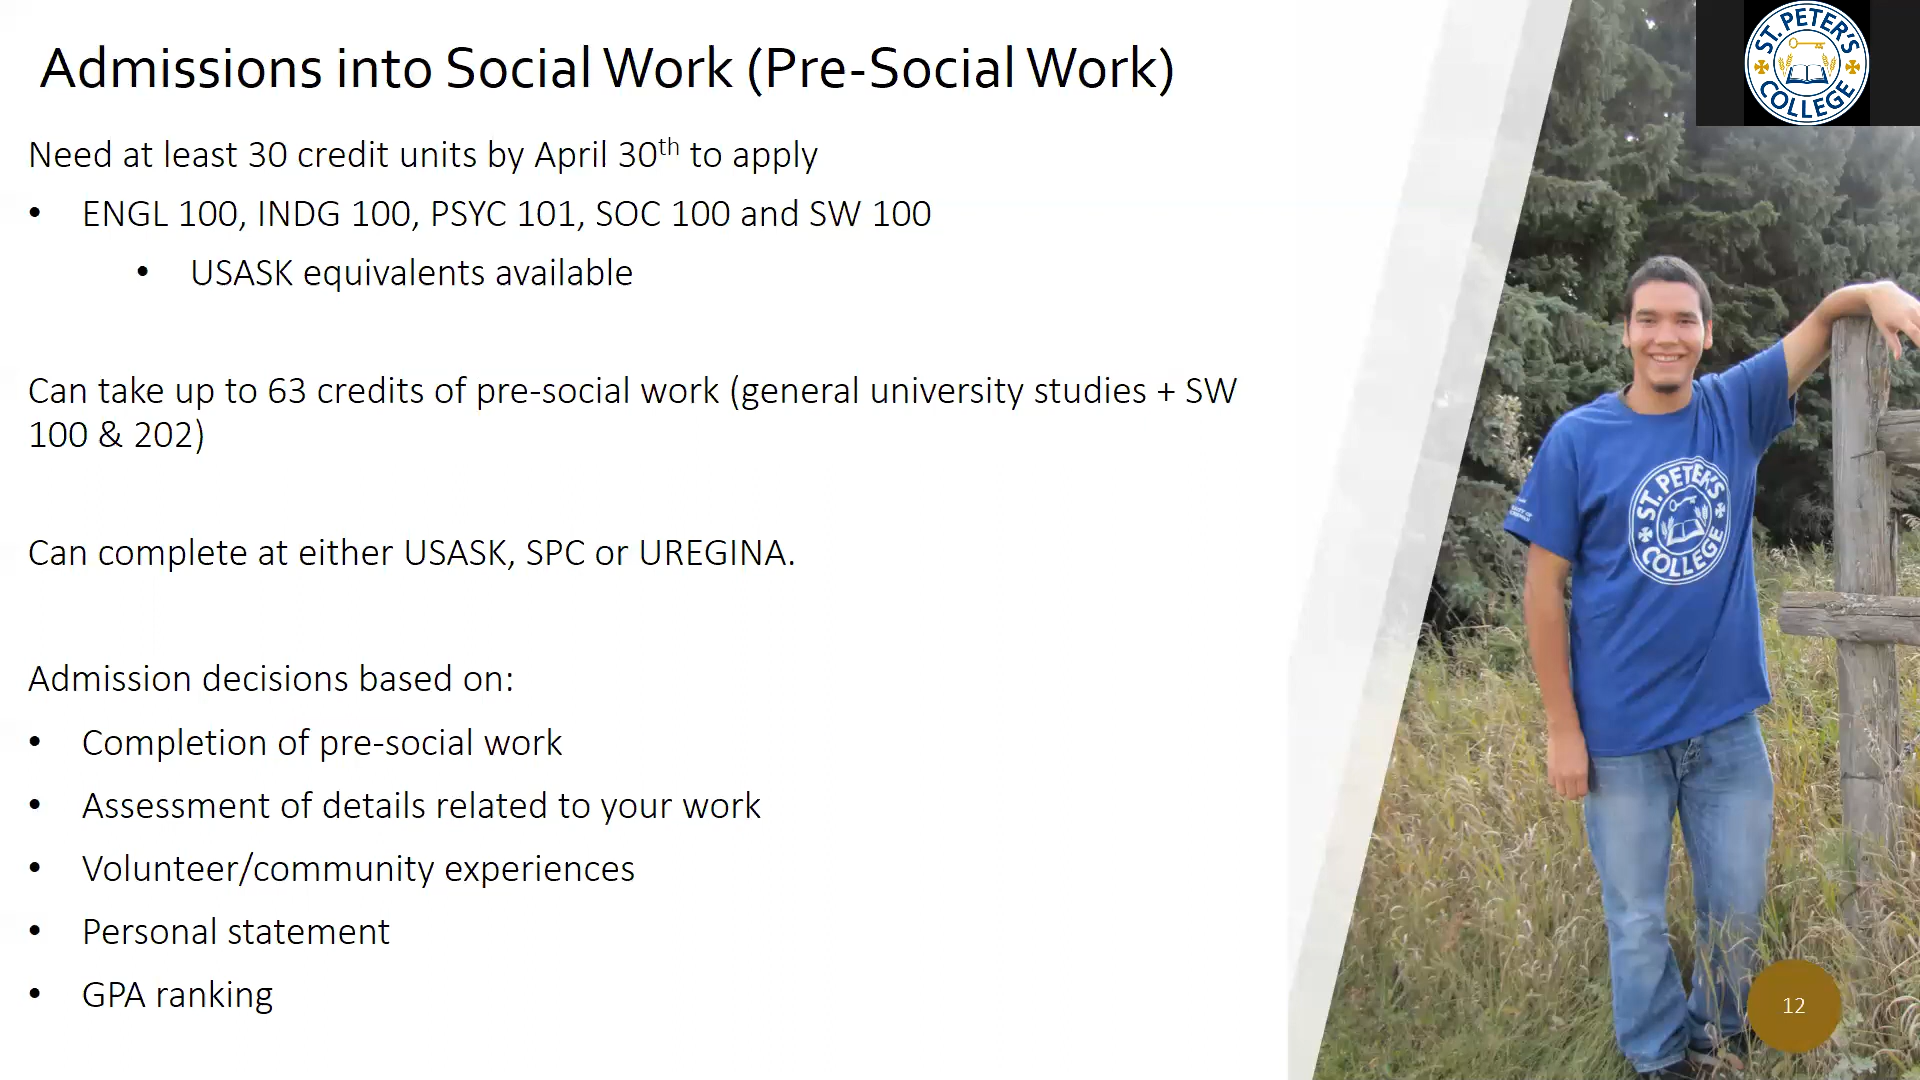 Admissions into Social Work (Pre-Social Work)
Need at least 30 credit units by April 30th to apply
• ENGL 100, INDG 100, PSYC 101, SOC 100 and SW 100
• USASK equivalents available
Can take up to 63 credits of pre-social work (general university studies + SW
100 & 202)
Can complete at either USASK, SPC or UREGINA.
Admission decisions based on:
• Completion of pre-social work
• Assessment of details related to your work
• Volunteer/community experiences
• Personal statement
• GPA ranking
ST. PETER'S
COLLEGE
ST. PETER'S
COLLEGE
12